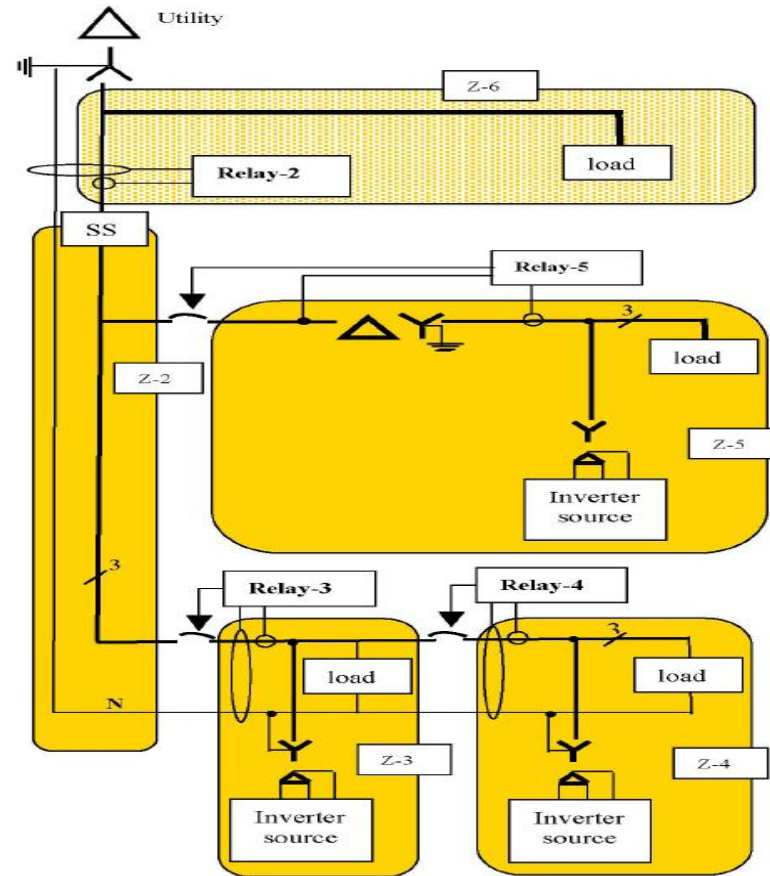 Utility
Z-6
load
Relay-2
SS
Relay-5
3
load
Z-2
Z-5
Inverter
source
3
Relay-3
Relay-4
3
load
load
N
Z-3
Z-4
Inverter
source
Inverter
source